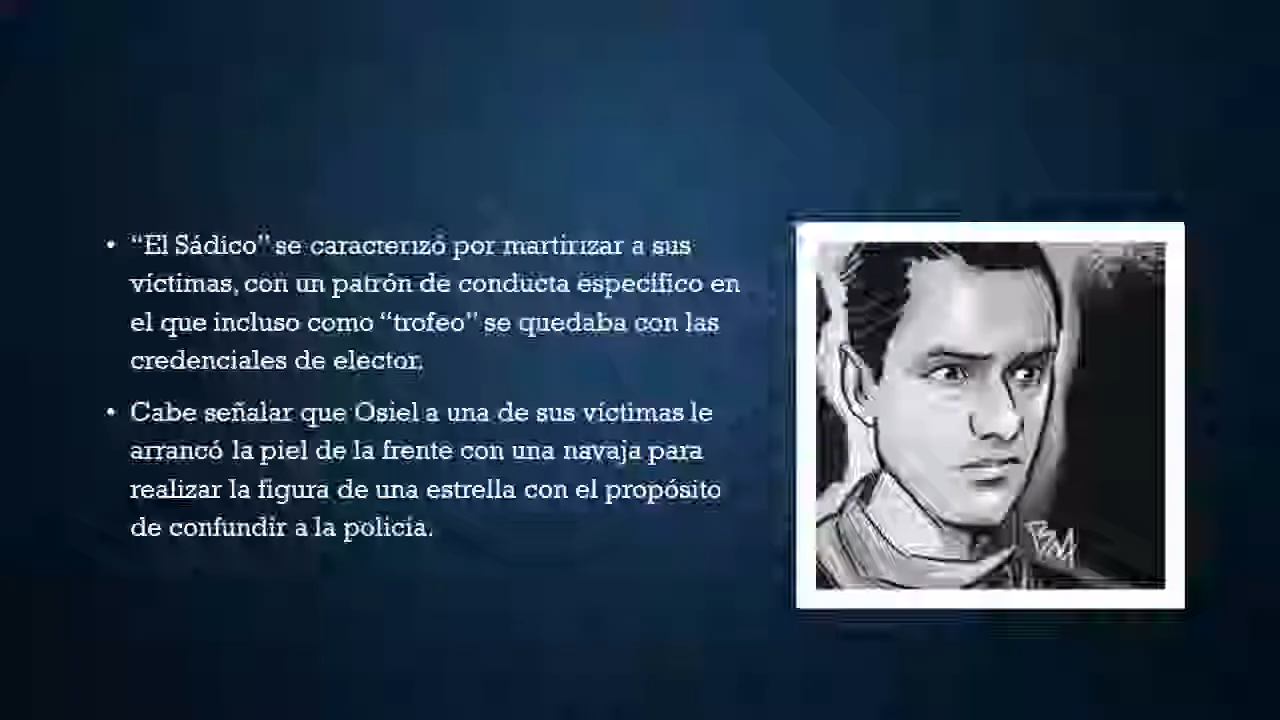 • “El Sádico” se caracterizó por martirizar a sus
víctimas, con un patrón de conducta específico en
el que incluso como “trofeo” se quedaba con las
credenciales de elector.
• Cabe señalar que Osiel a una de sus víctimas le
arrancó la piel de la frente con una navaja para
realizar la figura de una estrella con el propósito
de confundir a la policía.